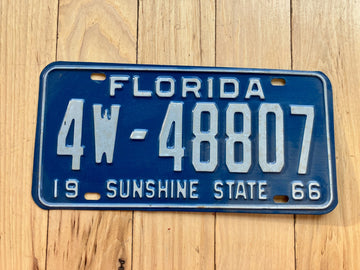 FLORIDA
4W-48807
19 SUNSHINE STATE 66